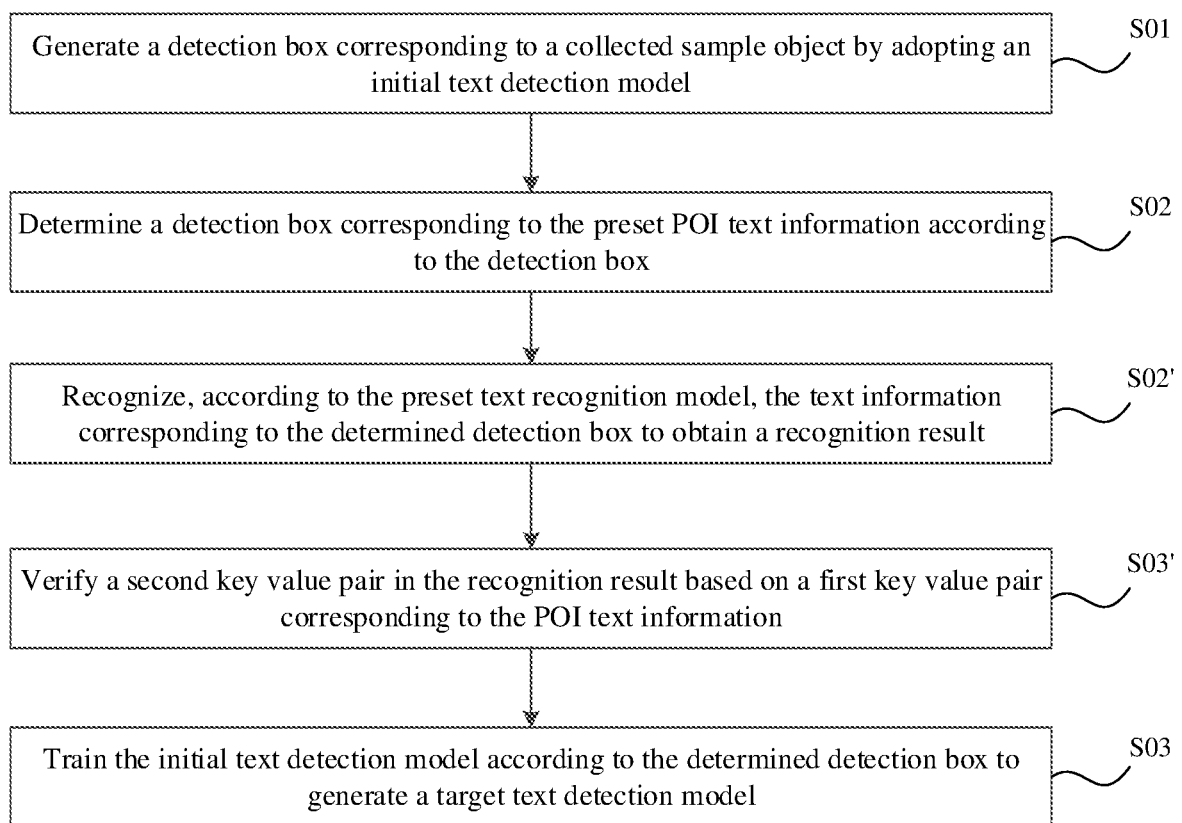 Generate a detection box corresponding to a collected sample object by adopting an
initial text detection model
S01
Determine a detection box corresponding to the preset POI text information according
to the detection box
S02
Recognize, according to the preset text recognition model, the text information
corresponding to the determined detection box to obtain a recognition result
S02'
Verify a second key value pair in the recognition result based on a first key value pair
corresponding to the POI text information
S03'
Train the initial text detection model according to the determined detection box to
generate a target text detection model
S03